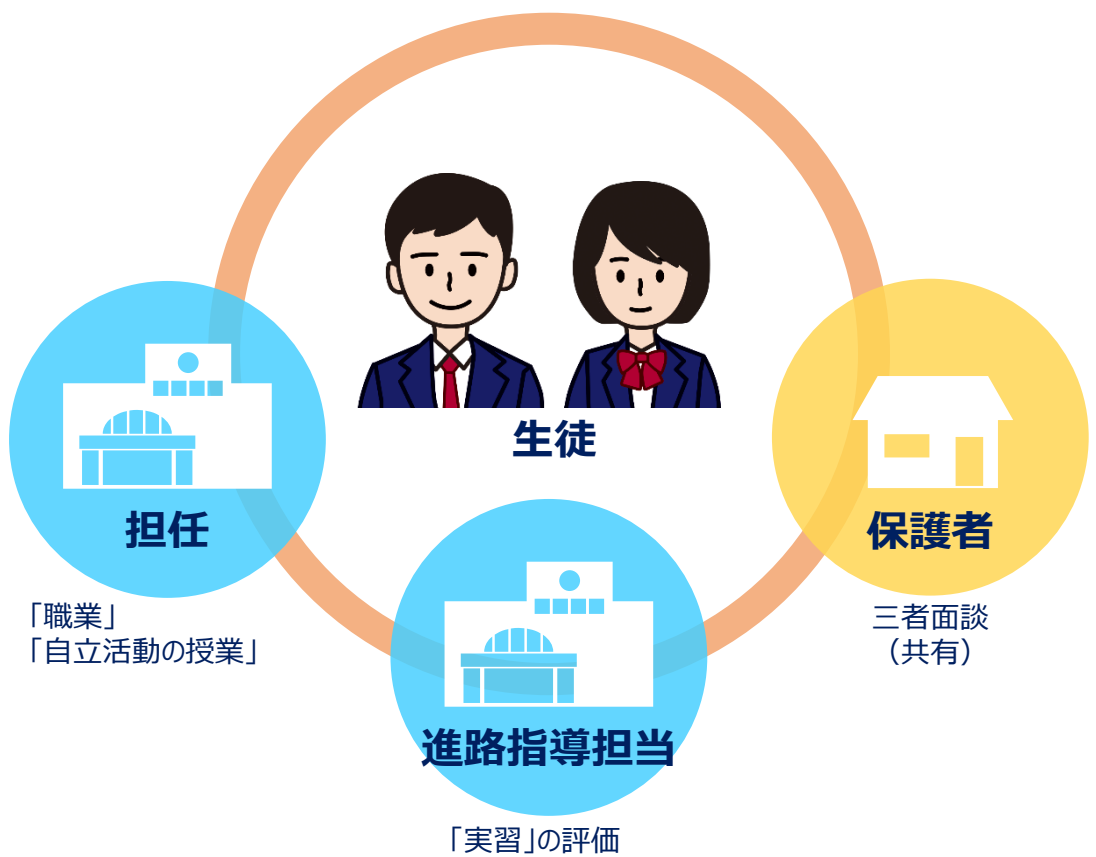 生徒
担任
保護者
「職業」
「自立活動の授業」
三者面談
（共有）
進路指導担当
「実習」の評価